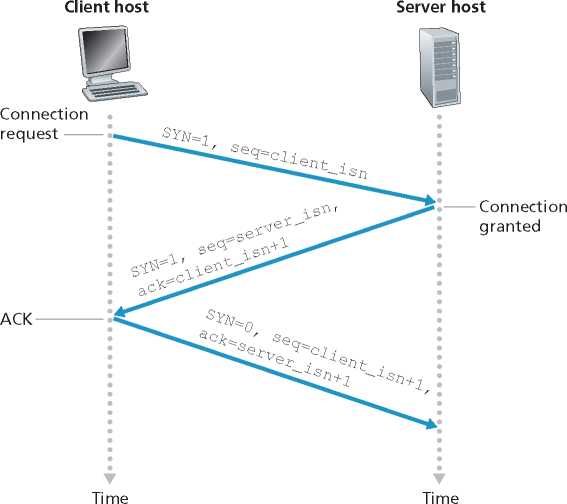 Client host
Server host
Connection
request
SYN=1, seq=client_isn
Connection
granted
SYN=1, seq=server_isn,
ack=client_isn+1
ACK
SYN=0, seq=client_isn+1,
ack=server_isn+1
Time
Time